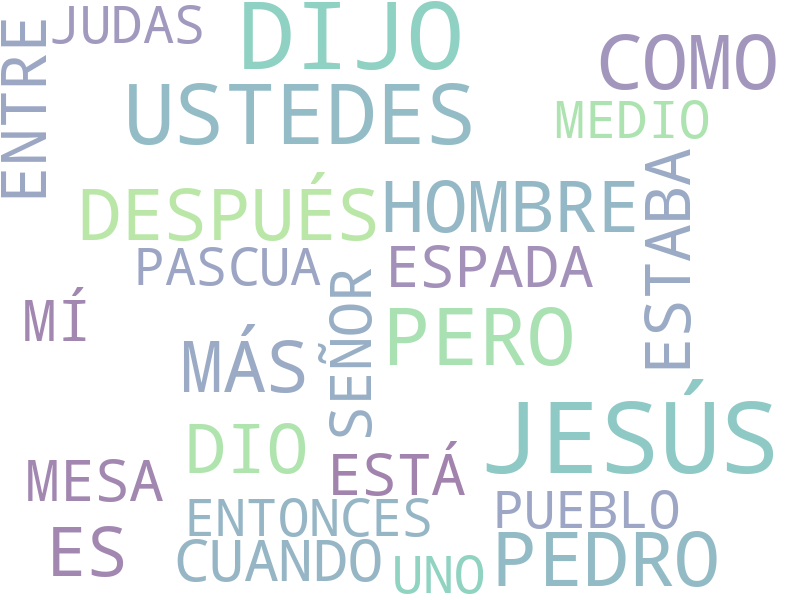 JUDAS
DIJO
COMO
ENTRE
USTEDES
MEDIO
ESTABA
DESPUÉS
HOMBRE
PASCUA
ESPADA
SEÑOR
MÍ
PERO
MÁS
JESÚS
DIO
MESA
ESTÁ
ENTONCES
PUEBLO
ES
CUANDO
UNO
PEDRO